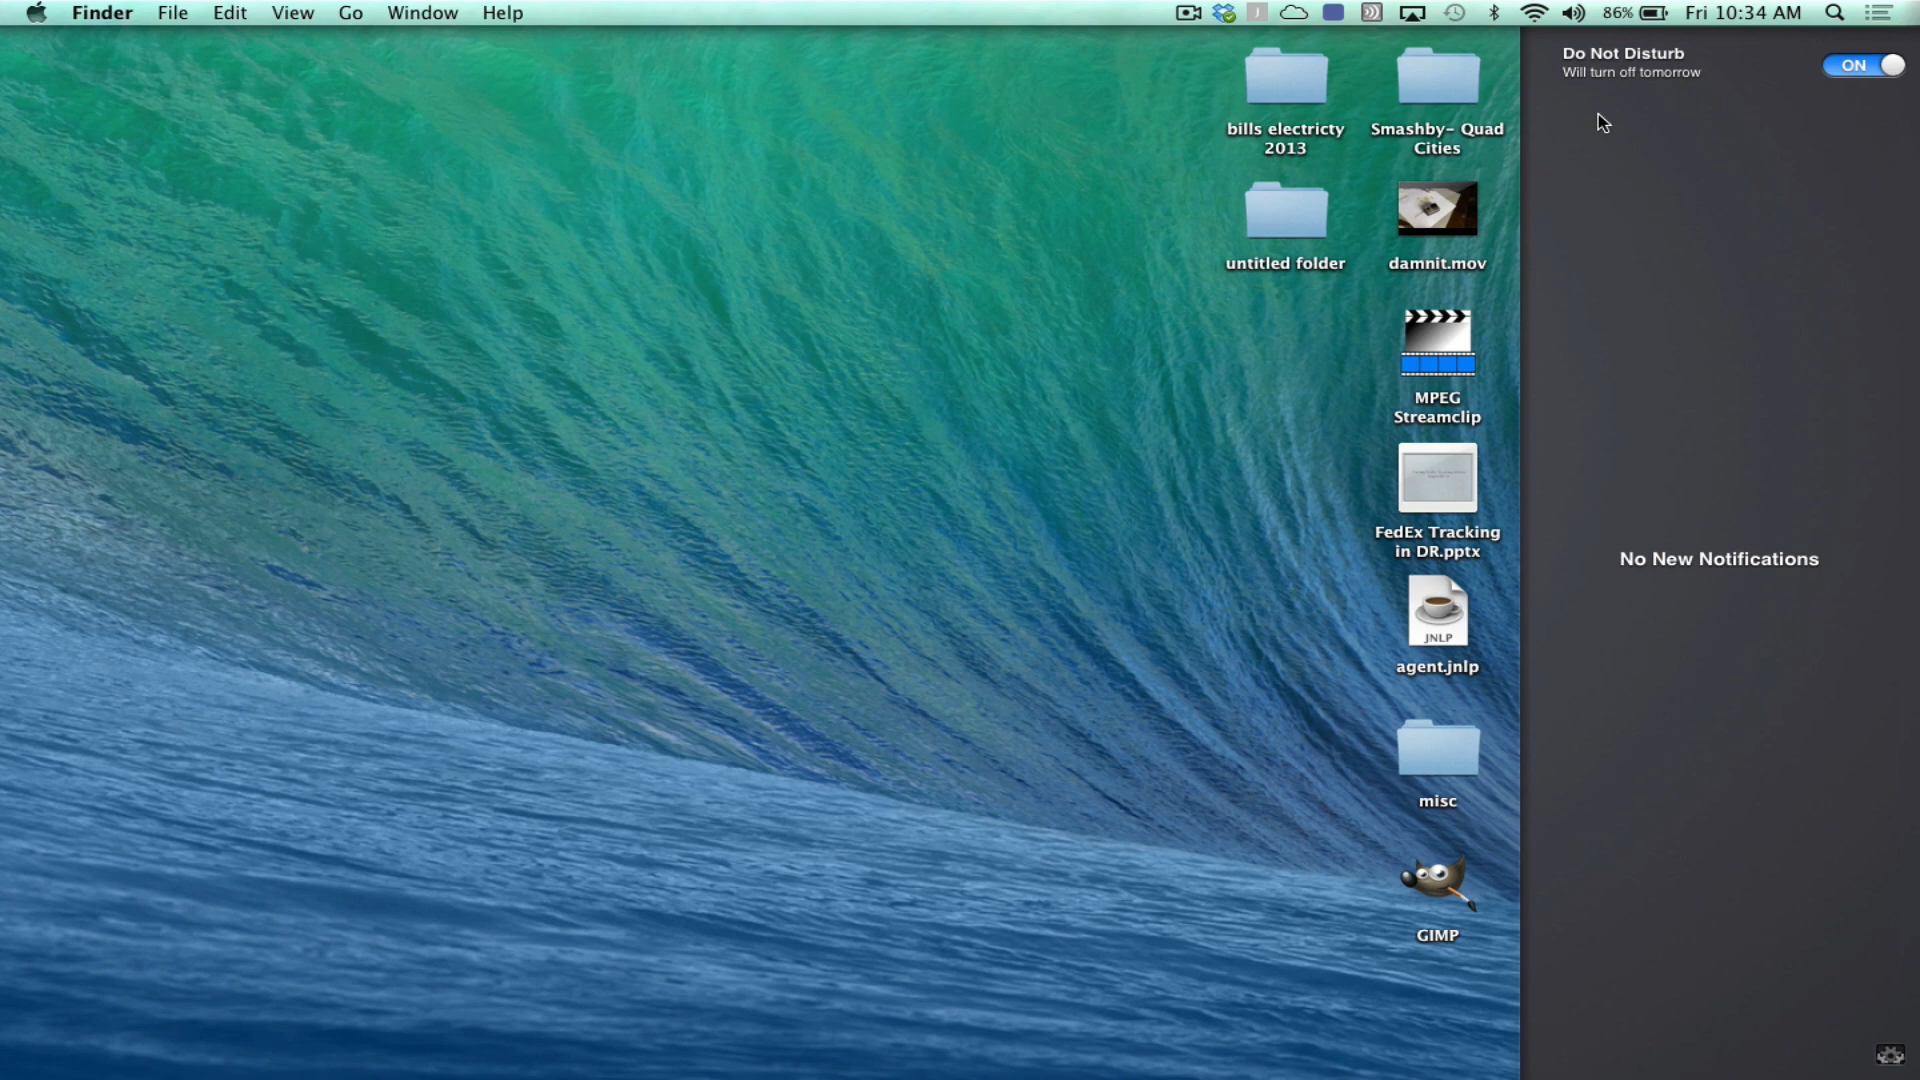 Finder File Edit View Go Window Help
86% Fri 10:34 AM
Do Not Disturb
Will turn off tomorrow
ON
bills electricty
2013
Smashby- Quad
Cities
untitled folder
damnit.mov
MPEG
Streamclip
FedEx Tracking
in DR.pptx
JNLP
agent.jnlp
misc
GIMP
No New Notifications